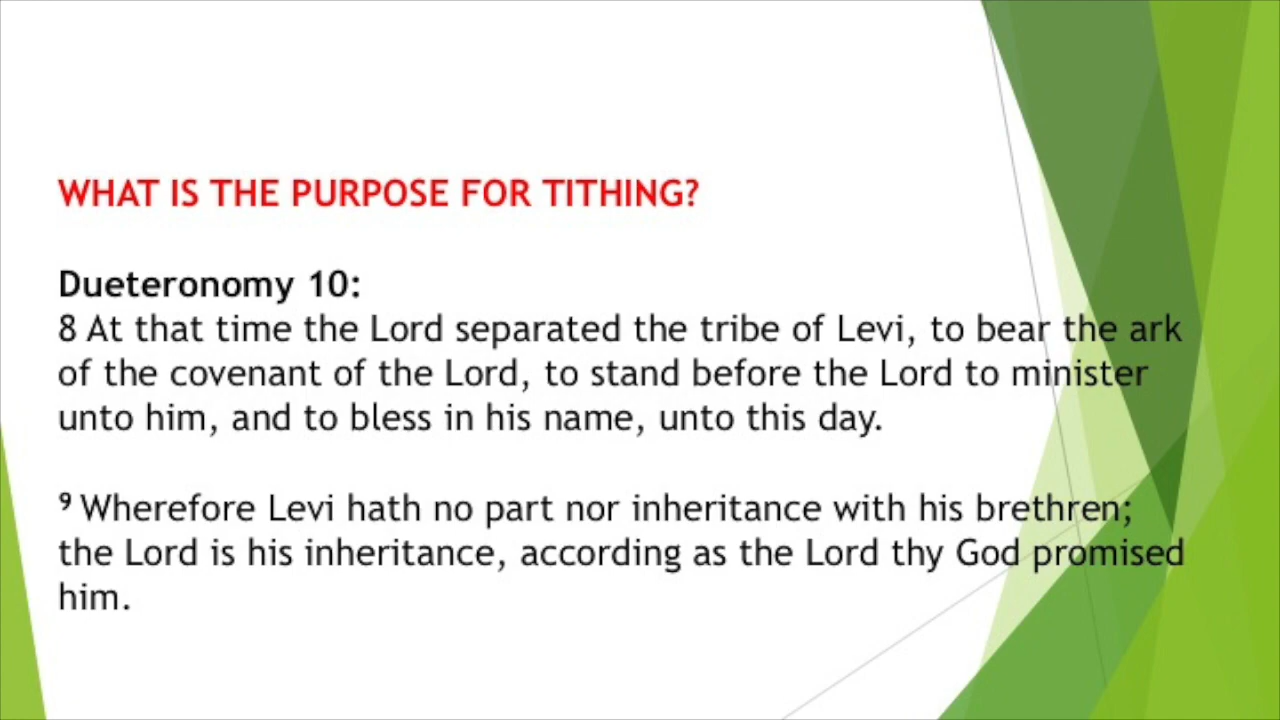 WHAT IS THE PURPOSE FOR TITHING?
Dueteronomy 10:
8 At that time the Lord separated the tribe of Levi, to bear the ark
of the covenant of the Lord, to stand before the Lord to minister
unto him, and to bless in his name, unto this day.
⁹ Wherefore Levi hath no part nor inheritance with his brethren;
the Lord is his inheritance, according as the Lord thy God promised
him.